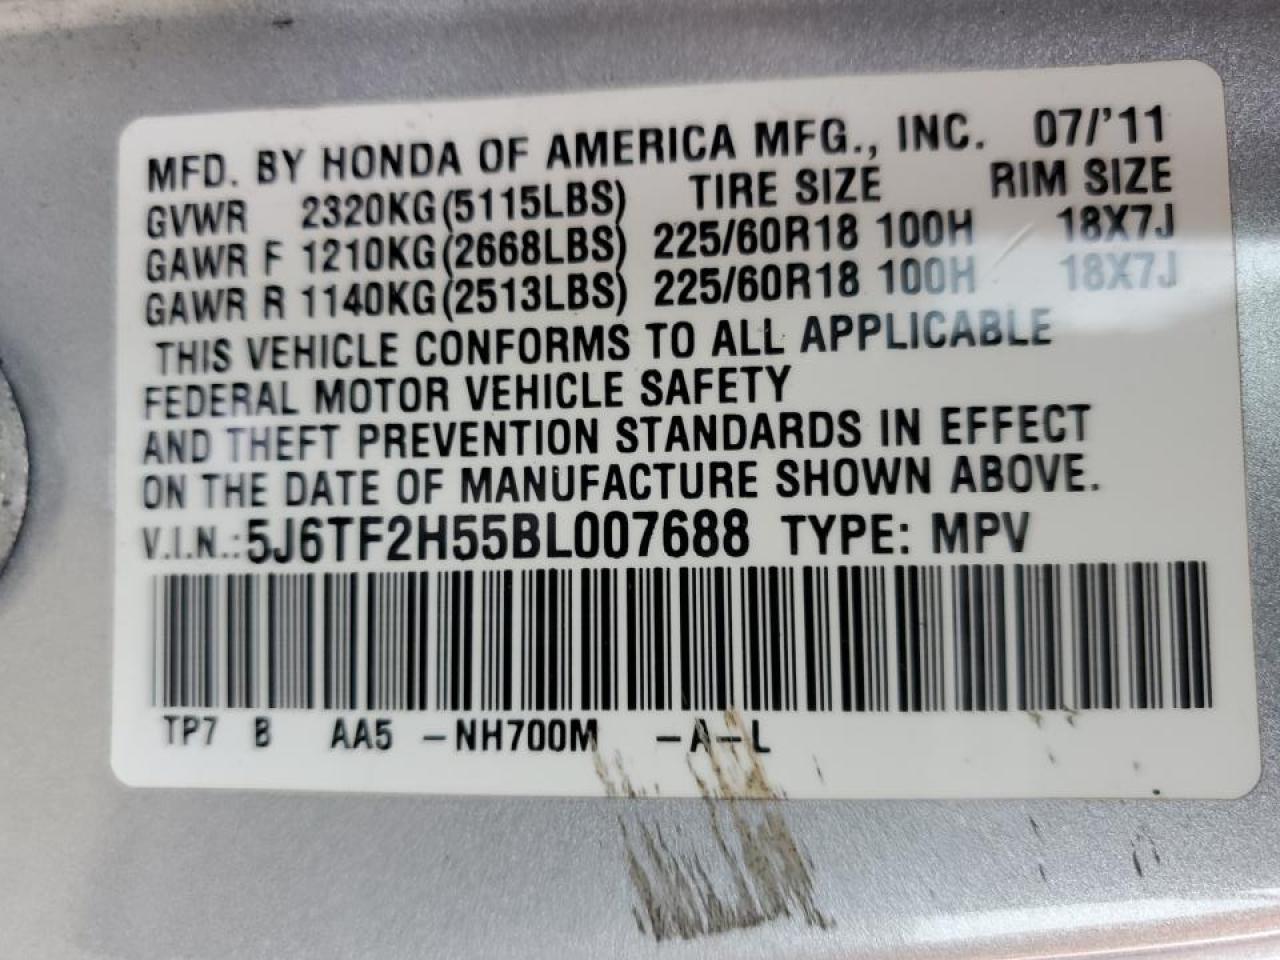 MFD. BY HONDA OF AMERICA MFG., INC. 07/'11
GVWR 2320KG(5115LBS) TIRE SIZE RIM SIZE
GAWR F 1210KG(2668LBS) 225/60R18 100H 18X7J
GAWR R 1140KG(2513LBS) 225/60R18 100H 18X7J
THIS VEHICLE CONFORMS TO ALL APPLICABLE
FEDERAL MOTOR VEHICLE SAFETY
AND THEFT PREVENTION STANDARDS IN EFFECT
ON THE DATE OF MANUFACTURE SHOWN ABOVE.
V.I.N.:5J6TF2H55BL007688 TYPE: MPV
TP7 B AA5 -NH700M -A-L